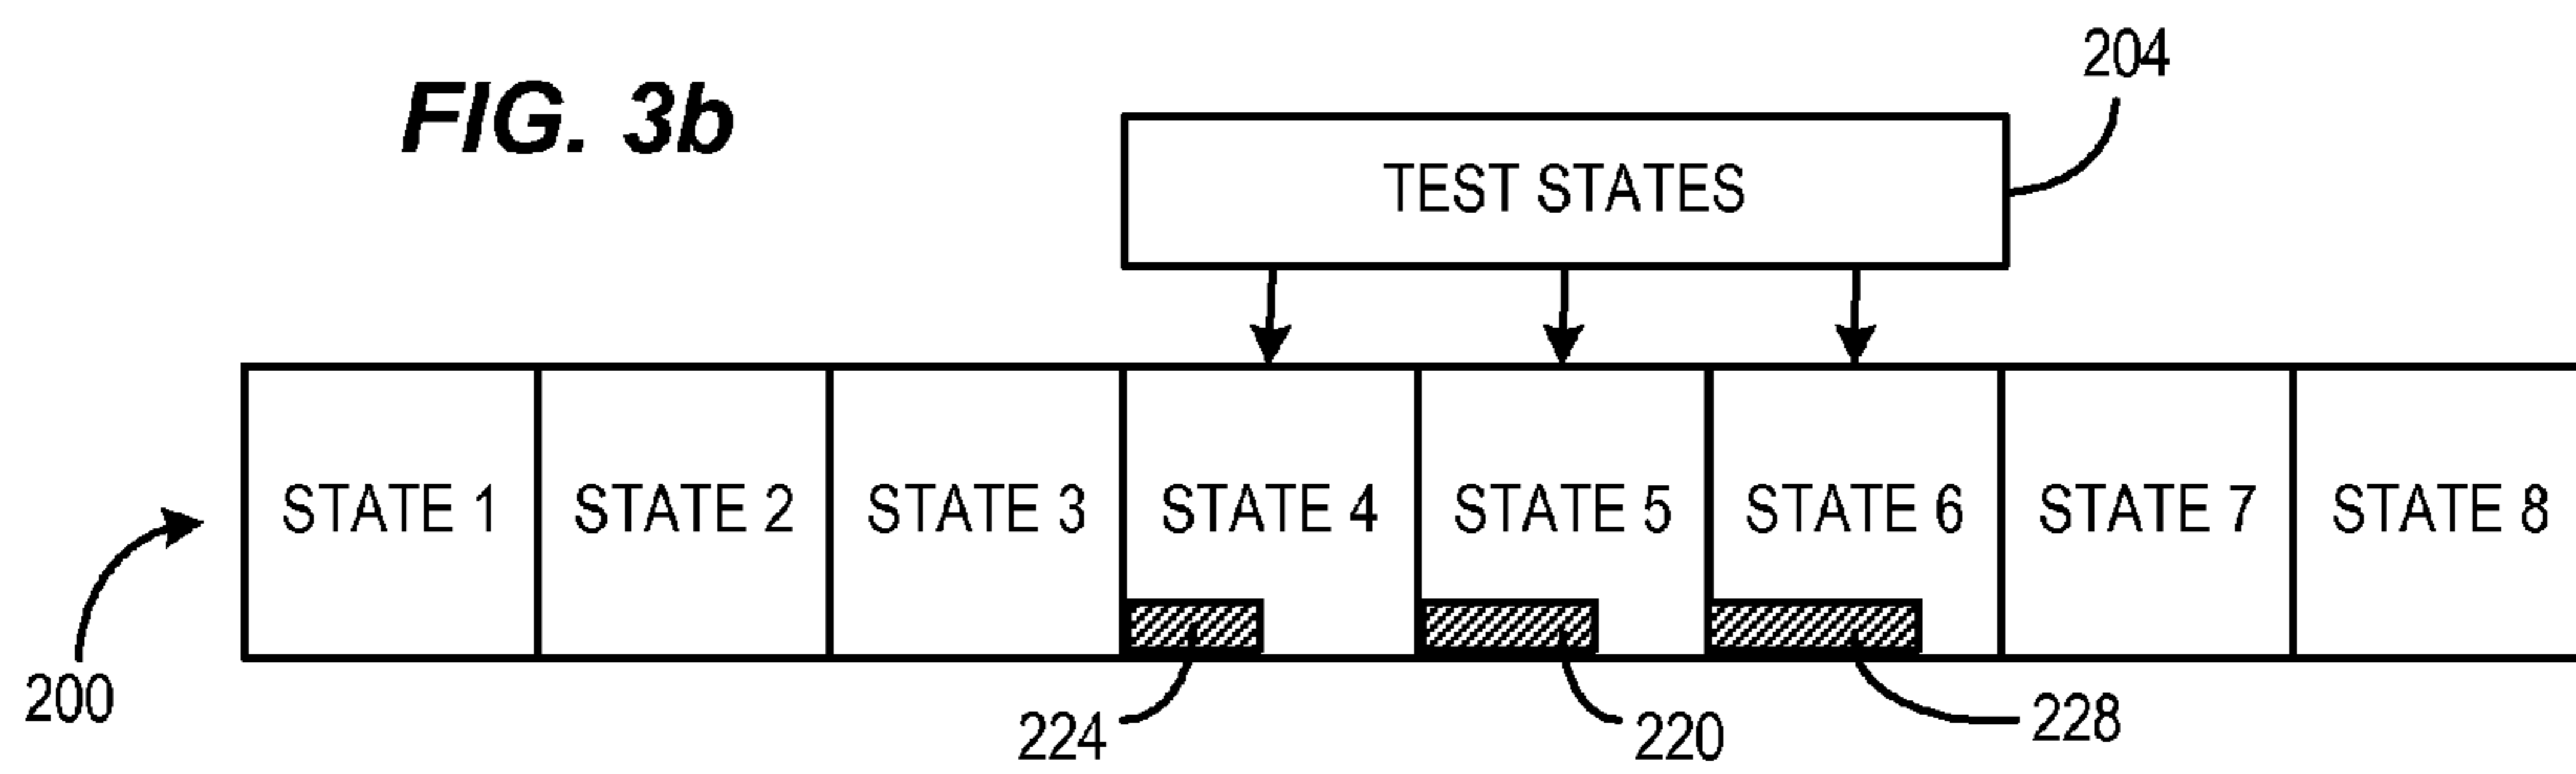 FIG. 3b
204
TEST STATES
STATE 1 STATE 2 STATE 3 STATE 4 STATE 5 STATE 6 STATE 7 STATE 8
200
224 220 228